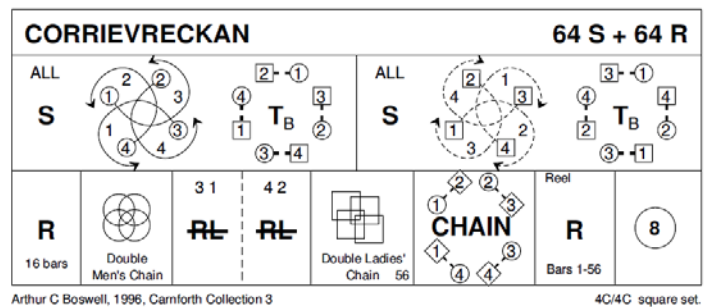 CORRIEVRECKAN 64 S + 64 R
ALL
S
2 2
1 3
1 3
4 4
2 1
4 3
T B
1 2
3 4
ALL
S
2 1
4 3
1 2
3 4
3 1
4 4
T B
2 2
3 1
R
16 bars
Double
Men's Chain
3 1 4 2
RL RL
Double Ladies'
Chain 56
2 2
1 3
CHAIN
1 3
4 4
Reel
R
Bars 1-56
8
Arthur C Boswell, 1996, Carnforth Collection 3 4C/4C square set.